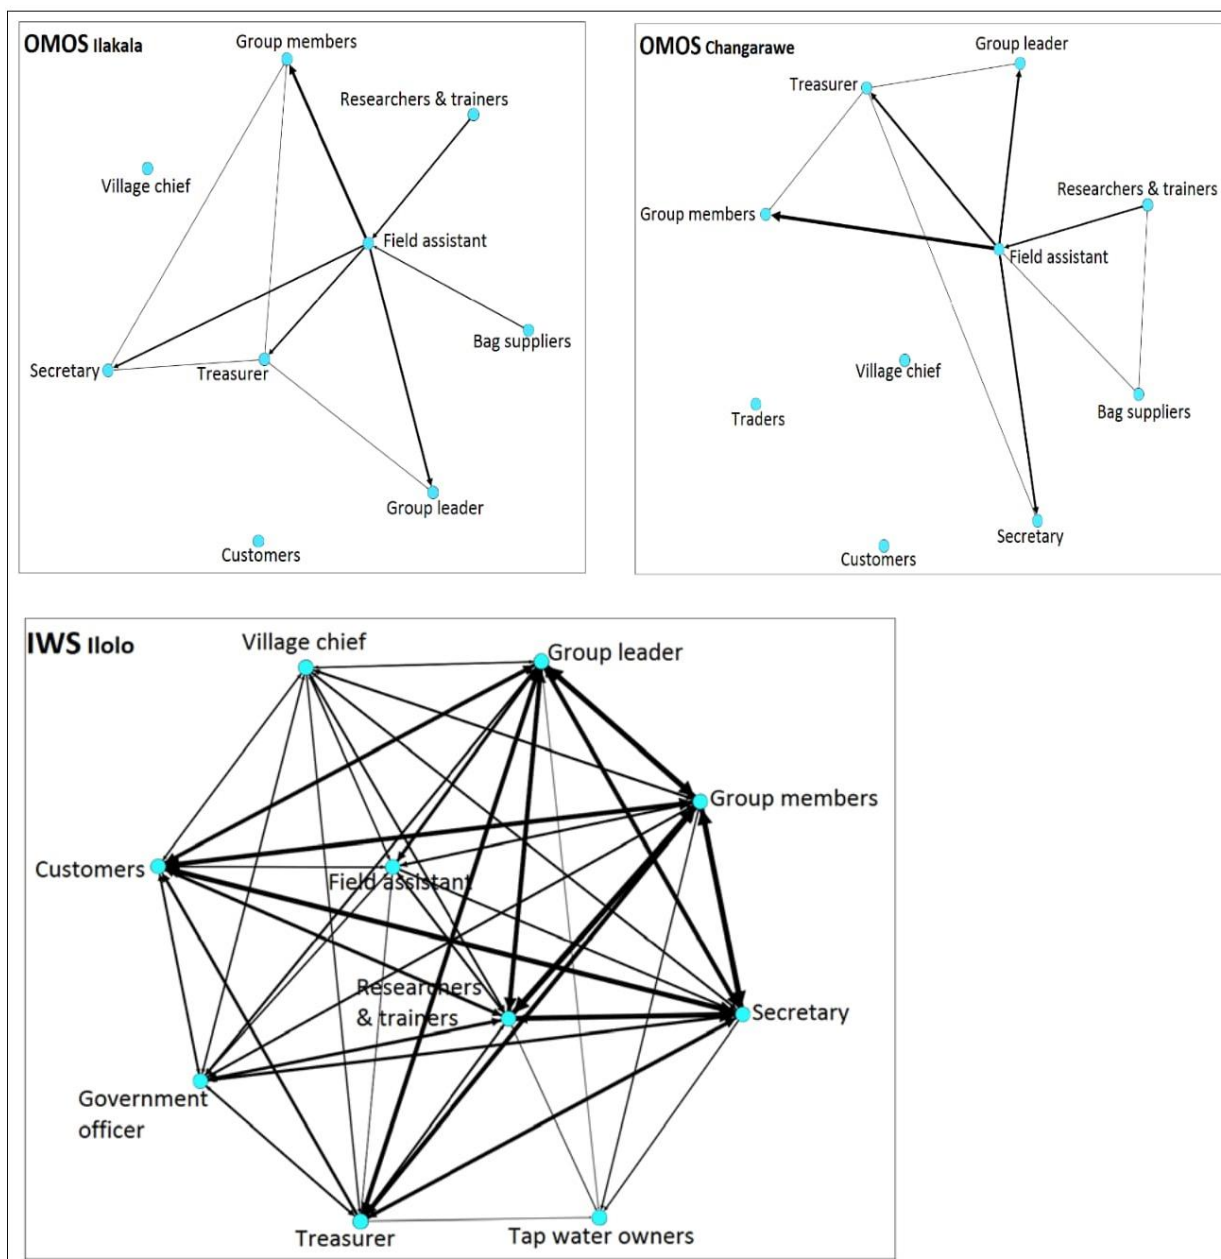 OMOS Ilakala
Group members
Researchers & trainers
Village chief
Field assistant
Bag suppliers
Secretary
Treasurer
Group leader
Customers
OMOS Changarawe
Group leader
Treasurer
Researchers & trainers
Group members
Field assistant
Village chief
Traders
Bag suppliers
Secretary
Customers
IWS Ilolo
Village chief
Group leader
Group members
Customers
Field assistant
Researchers
& trainers
Secretary
Government
officer
Treasurer
Tap water owners